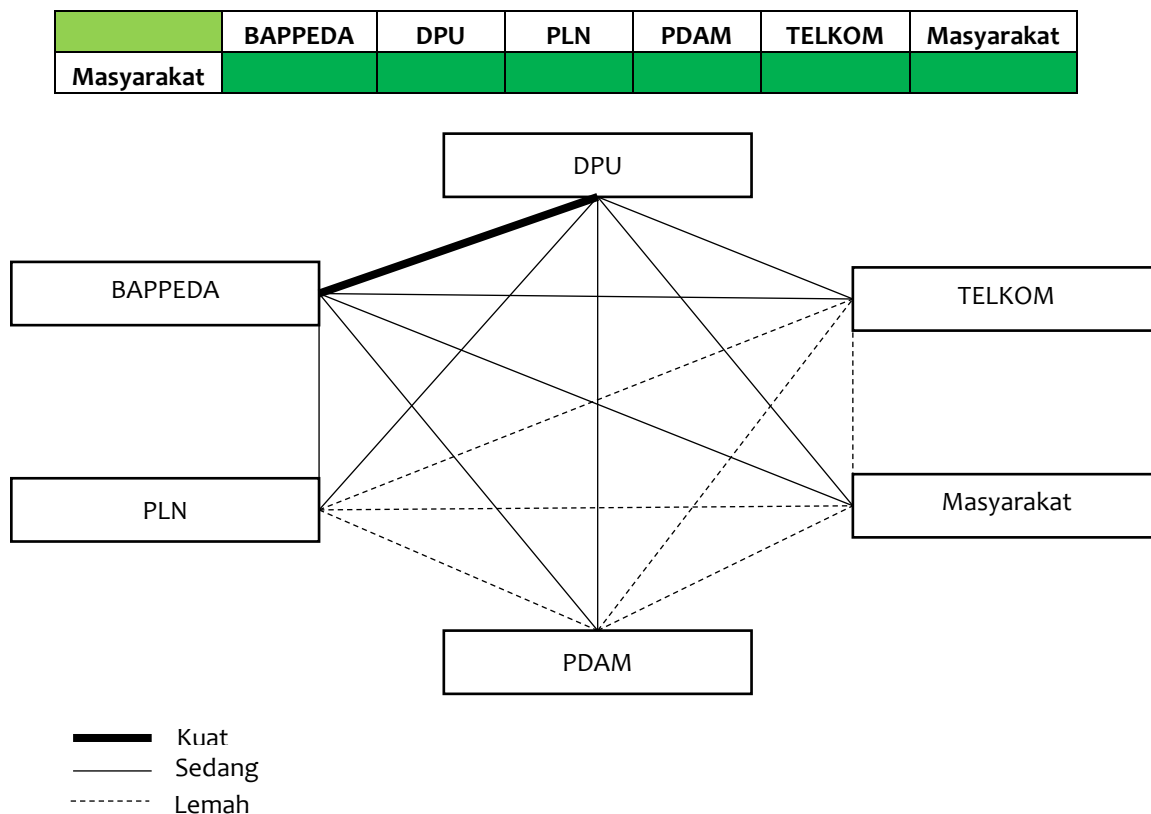 BAPPEDA DPU PLN PDAM TELKOM Masyarakat
Masyarakat
DPU
BAPPEDA
TELKOM
PLN
Masyarakat
PDAM
Kuat
Sedang
Lemah